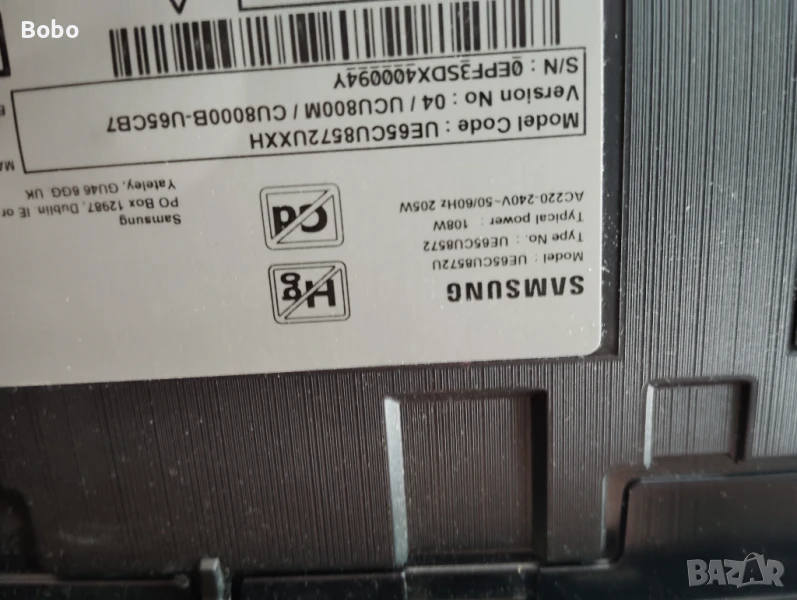 Bobo
SAMSUNG
Model : UE65CU8572U
Type No. : UE65CU8572
Typical power : 108W
AC220-240V~50/60Hz 205W
Hg
Cd
Samsung
PO Box 12987, Dublin IE or
Yateley, GU46 6GG UK
Model Code : UE65CU8572UXXH
Version No : 04 / UCU800M / CU8000B-U65CB7
S/N : 0EPF3SDX400094Y
BAZAR